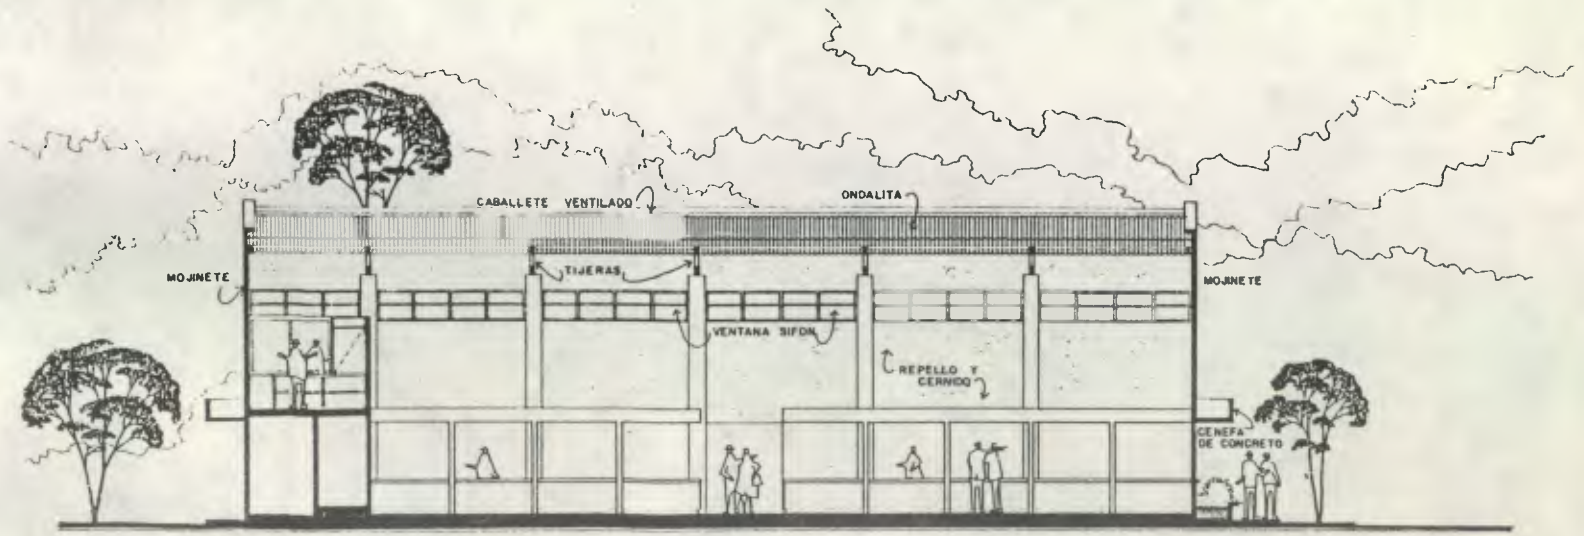 CABALLETE VENTILADO
ONDALITA
MOJINETE
TIJERAS
MOJINETE
VENTANA SIFON
REPELLO Y
CERNIDO
CENEFA
DE CONCRETO